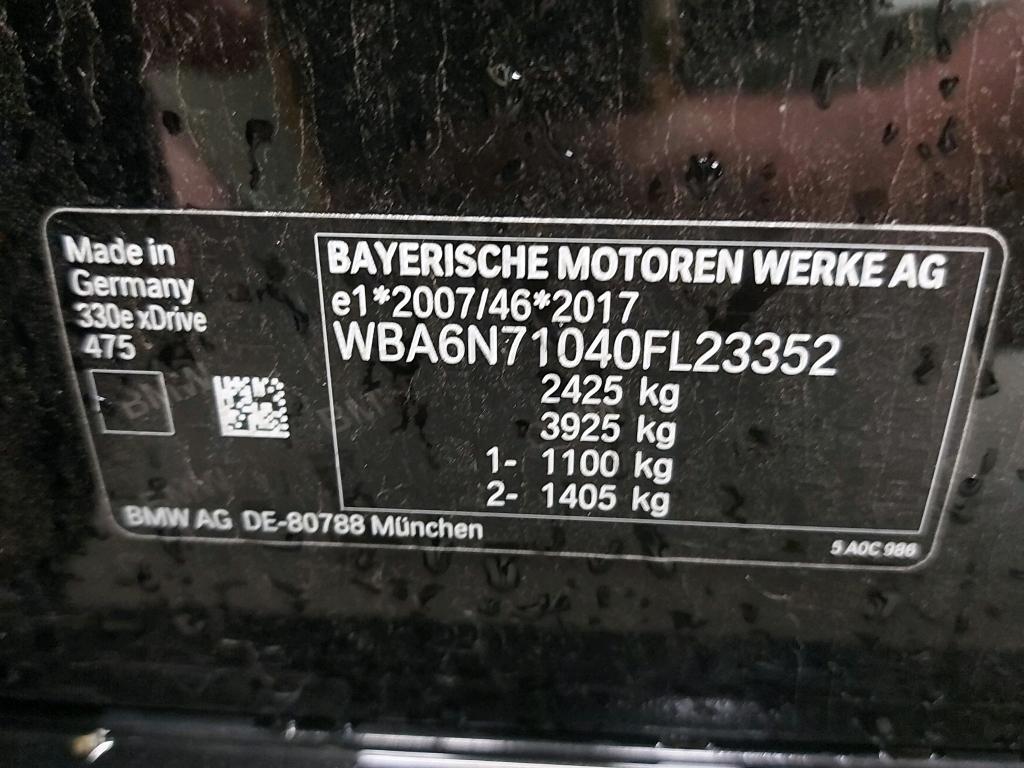 Made in
Germany
330e xDrive
475
BMW AG DE-80788 München
BAYERISCHE MOTOREN WERKE AG
e1*2007/46*2017
WBA6N71040FL23352
2425 kg
3925 kg
1- 1100 kg
2- 1405 kg
5 A0C 986